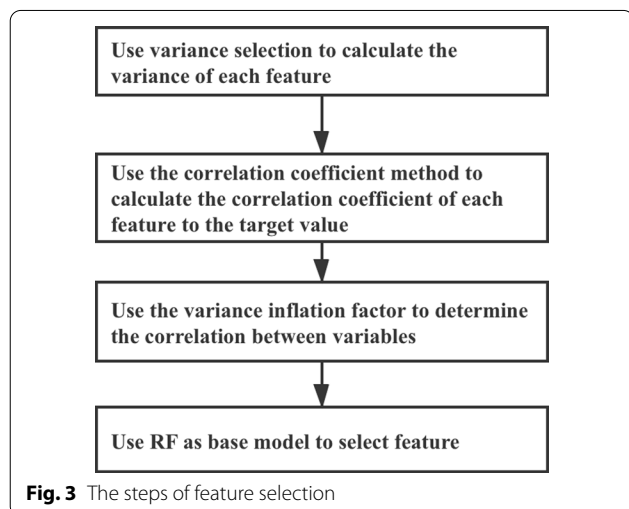 Use variance selection to calculate the
variance of each feature
Use the correlation coefficient method to
calculate the correlation coefficient of each
feature to the target value
Use the variance inflation factor to determine
the correlation between variables
Use RF as base model to select feature
Fig. 3 The steps of feature selection